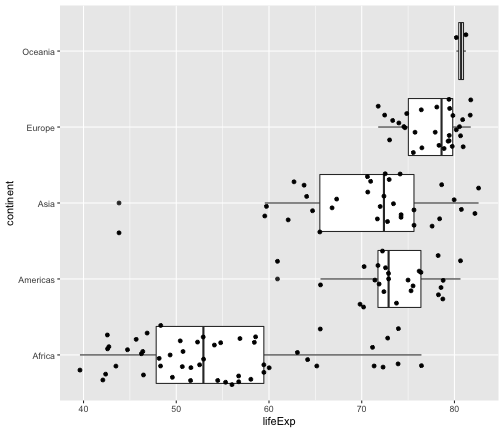 Oceania
Europe
Asia
Americas
Africa
continent
40 50 60 70 80
lifeExp